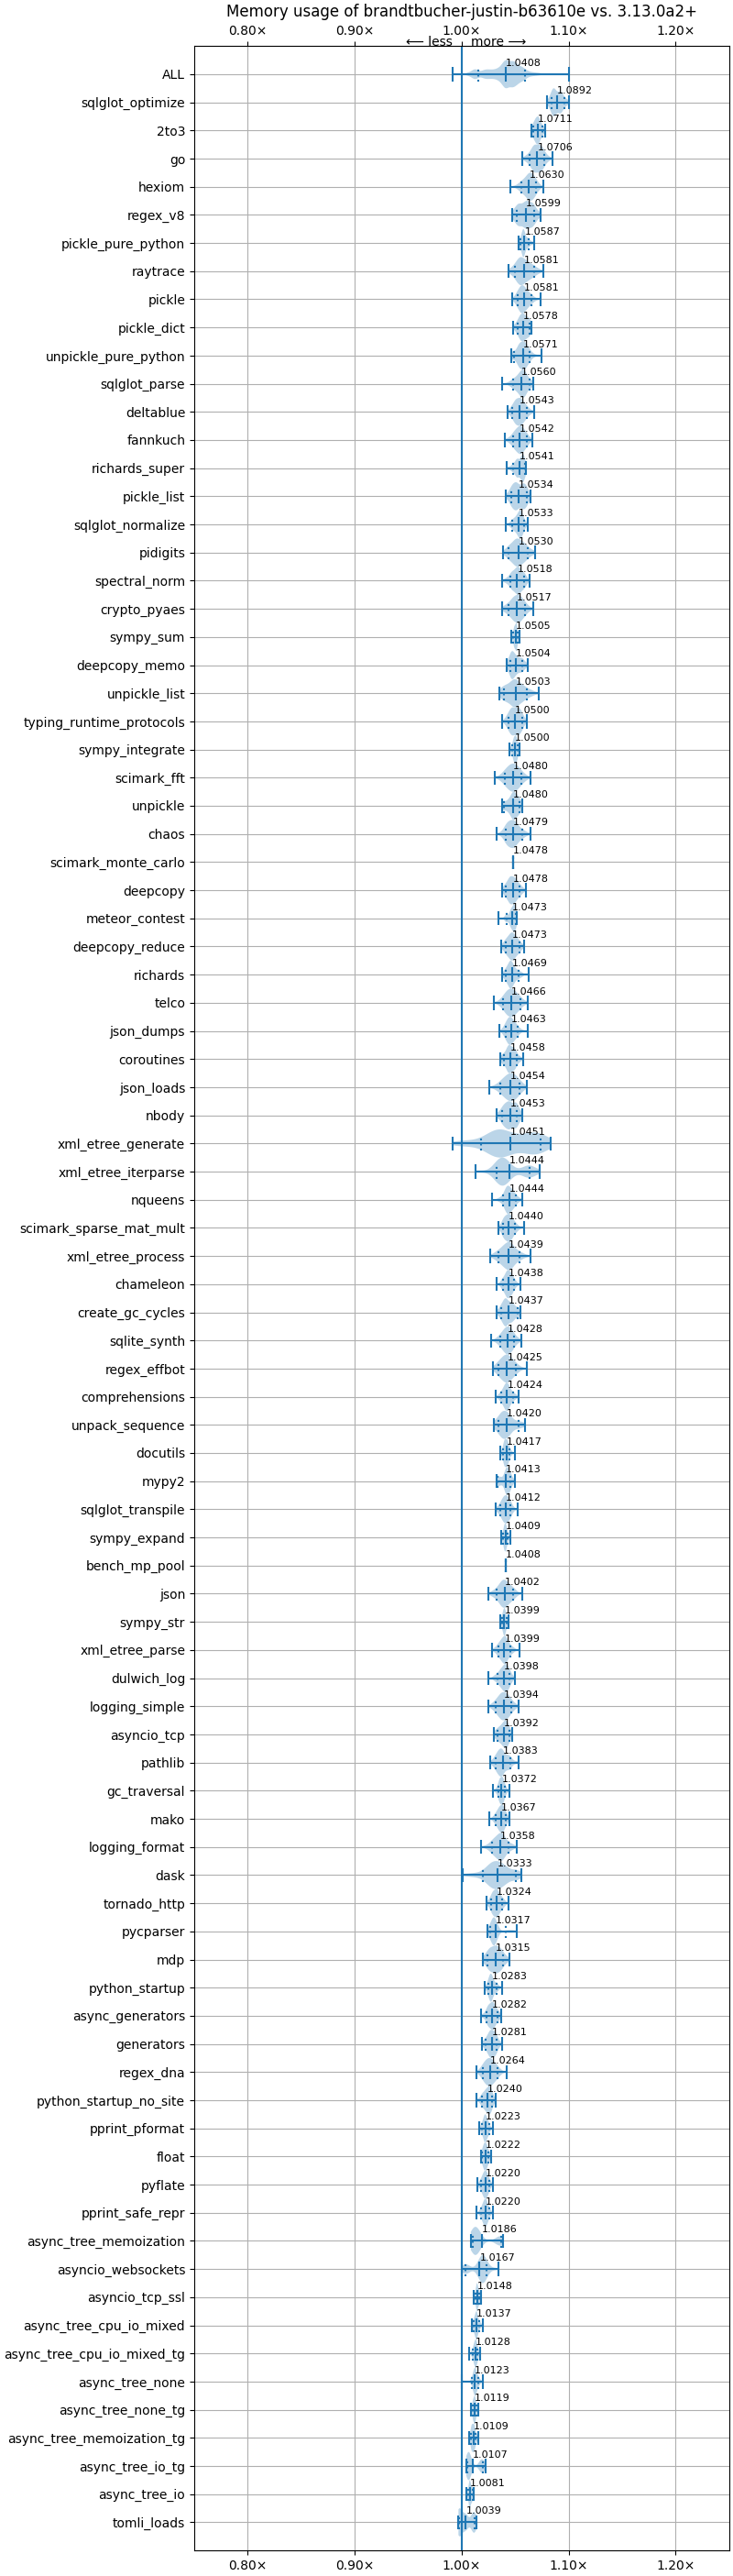 Memory usage of brandtbucher-justin-b63610e vs. 3.13.0a2+
0.80× 0.90× 1.00× 1.10× 1.20×
⟵ less more ⟶
ALL 1.0408
sqlglot_optimize 1.0892
2to3 1.0711
go 1.0706
hexiom 1.0630
regex_v8 1.0599
pickle_pure_python 1.0587
raytrace 1.0581
pickle 1.0581
pickle_dict 1.0578
unpickle_pure_python 1.0571
sqlglot_parse 1.0560
deltablue 1.0543
fannkuch 1.0542
richards_super 1.0541
pickle_list 1.0534
sqlglot_normalize 1.0533
pidigits 1.0530
spectral_norm 1.0518
crypto_pyaes 1.0517
sympy_sum 1.0505
deepcopy_memo 1.0504
unpickle_list 1.0503
typing_runtime_protocols 1.0500
sympy_integrate 1.0500
scimark_fft 1.0480
unpickle 1.0480
chaos 1.0479
scimark_monte_carlo 1.0478
deepcopy 1.0478
meteor_contest 1.0473
deepcopy_reduce 1.0473
richards 1.0469
telco 1.0466
json_dumps 1.0463
coroutines 1.0458
json_loads 1.0454
nbody 1.0453
xml_etree_generate 1.0451
xml_etree_iterparse 1.0444
nqueens 1.0444
scimark_sparse_mat_mult 1.0440
xml_etree_process 1.0439
chameleon 1.0438
create_gc_cycles 1.0437
sqlite_synth 1.0428
regex_effbot 1.0425
comprehensions 1.0424
unpack_sequence 1.0420
docutils 1.0417
mypy2 1.0413
sqlglot_transpile 1.0412
sympy_expand 1.0409
bench_mp_pool 1.0408
json 1.0402
sympy_str 1.0399
xml_etree_parse 1.0399
dulwich_log 1.0398
logging_simple 1.0394
asyncio_tcp 1.0392
pathlib 1.0383
gc_traversal 1.0372
mako 1.0367
logging_format 1.0358
dask 1.0333
tornado_http 1.0324
pycparser 1.0317
mdp 1.0315
python_startup 1.0283
async_generators 1.0282
generators 1.0281
regex_dna 1.0264
python_startup_no_site 1.0240
pprint_pformat 1.0223
float 1.0222
pyflate 1.0220
pprint_safe_repr 1.0220
async_tree_memoization 1.0186
asyncio_websockets 1.0167
asyncio_tcp_ssl 1.0148
async_tree_cpu_io_mixed 1.0137
async_tree_cpu_io_mixed_tg 1.0128
async_tree_none 1.0123
async_tree_none_tg 1.0119
async_tree_memoization_tg 1.0109
async_tree_io_tg 1.0107
async_tree_io 1.0081
tomli_loads 1.0039
0.80× 0.90× 1.00× 1.10× 1.20×